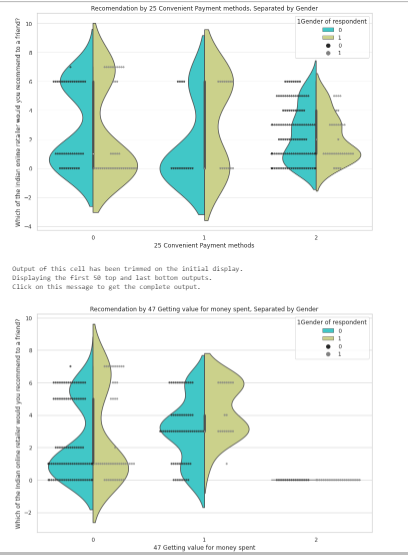 Recomendation by 25 Convenient Payment methods, Separated by Gender
Which of the Indian online retailer would you recommend to a friend?
10
8
6
4
2
0
−2
−4
1Gender of respondent
0
1
0
1
0
1
2
25 Convenient Payment methods
Output of this cell has been trimmed on the initial display.
Displaying the first 50 top and last bottom outputs.
Click on this message to get the complete output.
Recomendation by 47 Getting value for money spent, Separated by Gender
Which of the Indian online retailer would you recommend to a friend?
10
8
6
4
2
0
−2
1Gender of respondent
0
1
0
1
0
1
2
47 Getting value for money spent